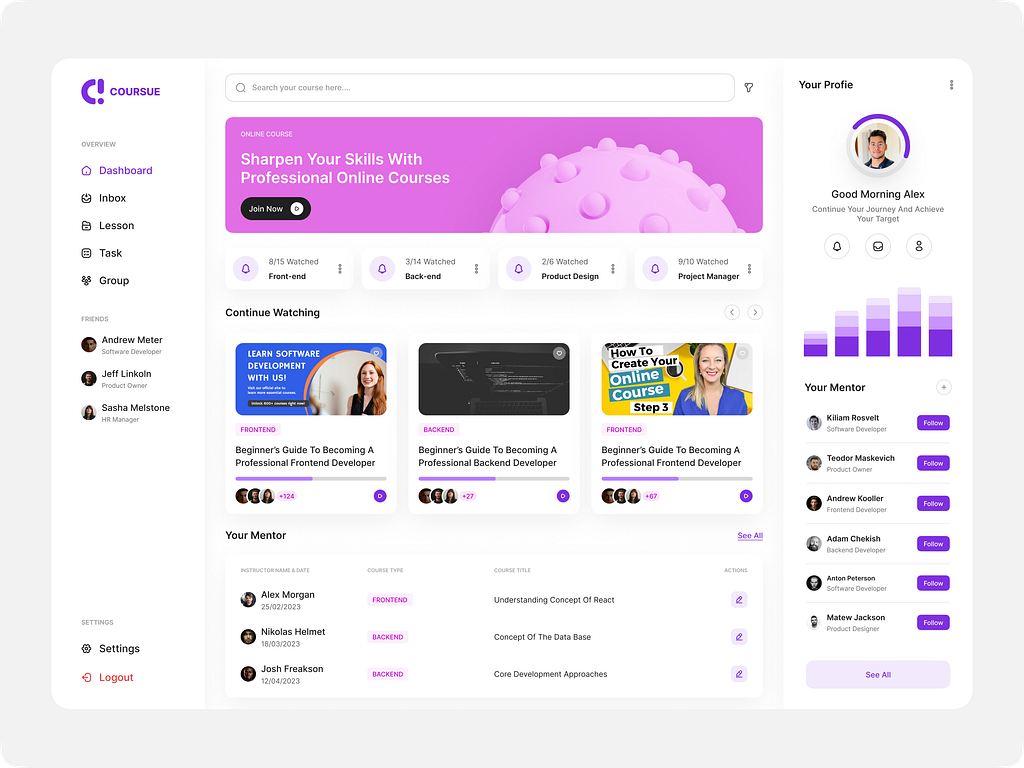 COURSUE
OVERVIEW
Dashboard
Inbox
Lesson
Task
Group
FRIENDS
Andrew Meter
Software Developer
Jeff Linkoln
Product Owner
Sasha Melstone
HR Manager
SETTINGS
Settings
Logout
Search your course here....
ONLINE COURSE
Sharpen Your Skills With
Professional Online Courses
Join Now
8/15 Watched
Front-end
3/14 Watched
Back-end
2/6 Watched
Product Design
9/10 Watched
Project Manager
Continue Watching
LEARN SOFTWARE
DEVELOPMENT
WITH US!
Visit our official site to
learn more essential courses.
Unlock 600+ courses right now!
FRONTEND
Beginner's Guide To Becoming A
Professional Frontend Developer
+124
BACKEND
Beginner's Guide To Becoming A
Professional Backend Developer
+27
How To
Create Your
Online
Course
Step 3
FRONTEND
Beginner's Guide To Becoming A
Professional Frontend Developer
+67
Your Mentor
See All
INSTRUCTOR NAME & DATE
COURSE TYPE
COURSE TITLE
ACTIONS
Alex Morgan
25/02/2023
FRONTEND
Understanding Concept Of React
Nikolas Helmet
18/03/2023
BACKEND
Concept Of The Data Base
Josh Freakson
12/04/2023
BACKEND
Core Development Approaches
Your Profie
Good Morning Alex
Continue Your Journey And Achieve
Your Target
Your Mentor
Kiliam Rosvelt
Software Developer
Follow
Teodor Maskevich
Product Owner
Follow
Andrew Kooller
Frontend Developer
Follow
Adam Chekish
Backend Developer
Follow
Anton Peterson
Software Developer
Follow
Matew Jackson
Product Designer
Follow
See All